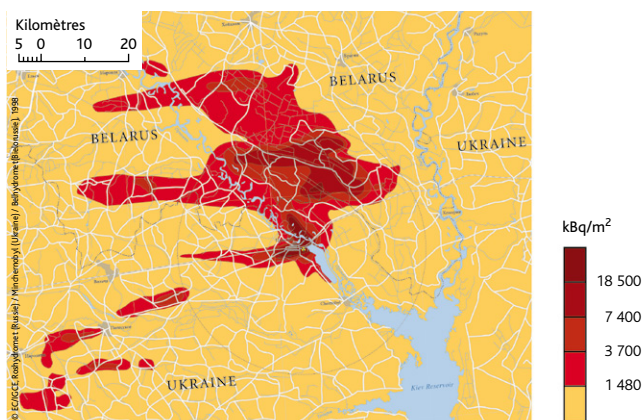 Kilomètres
5 0 10 20
BELARUS
BELARUS
UKRAINE
UKRAINE
Kiev Reservoir
© EC/IGCE, Roshydromet (Russie) / Minchernobyl (Ukraine) / Belhydromet (Biélorussie), 1998
kBq/m²
18 500
7 400
3 700
1 480